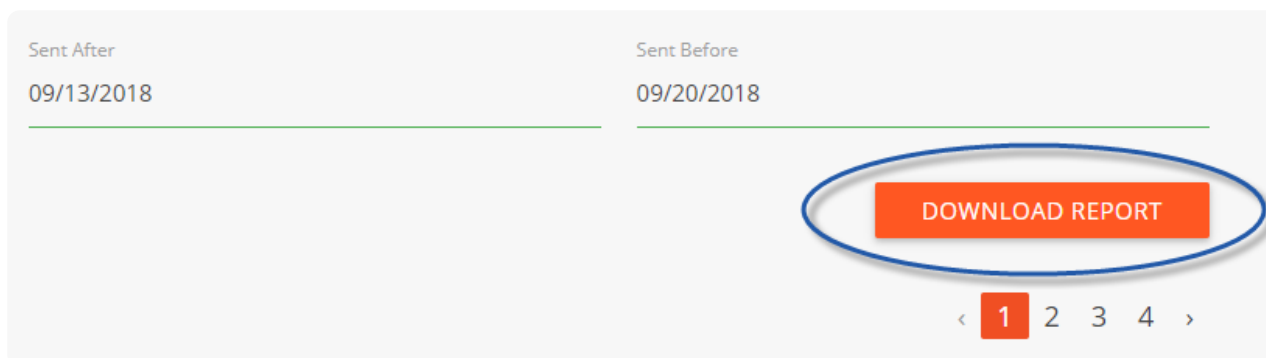 Sent After
Sent Before
09/13/2018
09/20/2018
DOWNLOAD REPORT
‹ 1 2 3 4 ›